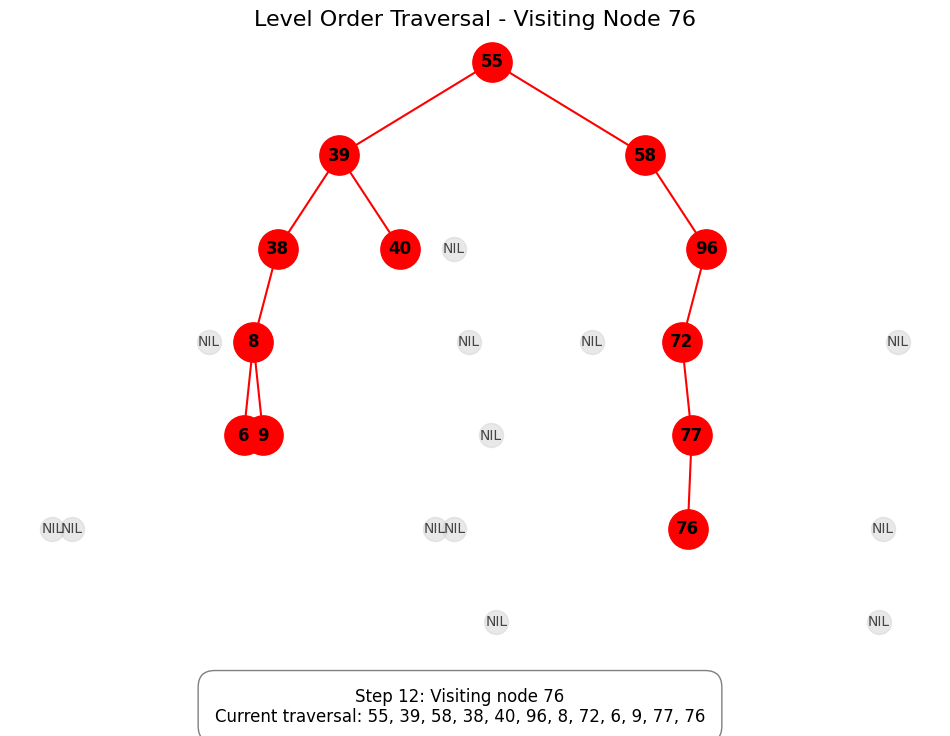 Level Order Traversal - Visiting Node 76
55
39 58
38 40 NIL 96
NIL 8 NIL NIL 72 NIL
6 9 NIL 77
NIL NIL NIL NIL 76 NIL
NIL NIL
Step 12: Visiting node 76
Current traversal: 55, 39, 58, 38, 40, 96, 8, 72, 6, 9, 77, 76